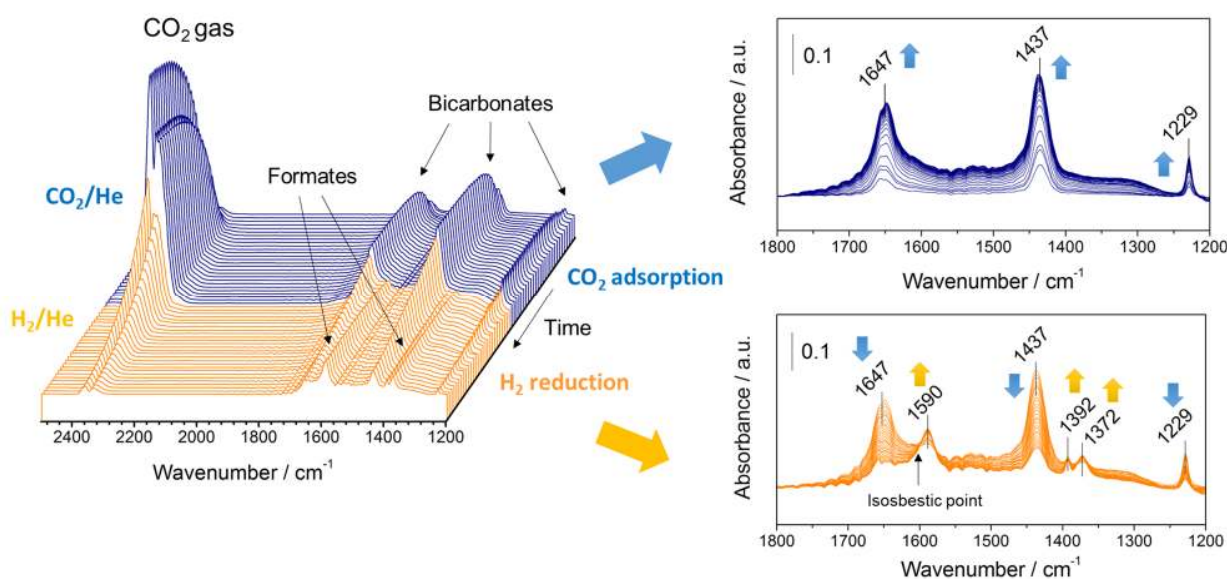 CO₂ gas
Bicarbonates
Formates
CO₂/He
CO₂ adsorption
H₂/He
Time
H₂ reduction
2400 2200 2000 1800 1600 1400 1200
Wavenumber / cm⁻¹
0.1
1647
1437
1229
Absorbance / a.u.
1800 1700 1600 1500 1400 1300 1200
Wavenumber / cm⁻¹
0.1
1647
1590
1437
1392
1372
1229
Isosbestic point
Absorbance / a.u.
1800 1700 1600 1500 1400 1300 1200
Wavenumber / cm⁻¹